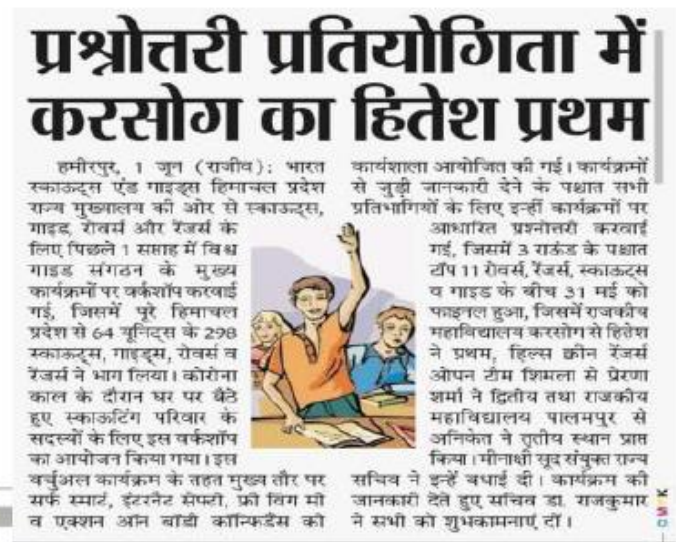 प्रश्नोत्तरी प्रतियोगिता में
करसोग का हितेश प्रथम
हमीरपुर, 1 जून (राजीव): भारत
स्काऊट्स एंड गाइड्स हिमाचल प्रदेश
राज्य मुख्यालय की ओर से स्काऊट्स,
गाइड, रोवर्स और रेंजर्स के
लिए पिछले 1 सप्ताह में विश्व
गाइड संगठन के मुख्य
कार्यक्रमों पर वर्कशॉप करवाई
गई, जिसमें पूरे हिमाचल
प्रदेश से 64 यूनिट्स के 298
स्काऊट्स, गाइड्स, रोवर्स व
रेंजर्स ने भाग लिया। कोरोना
काल के दौरान घर पर बैठे
हुए स्काऊटिंग परिवार के
सदस्यों के लिए इस वर्कशॉप
का आयोजन किया गया। इस
वर्चुअल कार्यक्रम के तहत मुख्य तौर पर
सर्फ स्मार्ट, इंटरनैट सेफ्टी, फ्री बिंग मी
व एक्शन ऑन बॉडी कॉन्फिडैंस की
कार्यशाला आयोजित की गई। कार्यक्रमों
से जुड़ी जानकारी देने के पश्चात सभी
प्रतिभागियों के लिए इन्हीं कार्यक्रमों पर
आधारित प्रश्नोत्तरी करवाई
गई, जिसमें 3 राऊंड के पश्चात
टॉप 11 रोवर्स, रेंजर्स, स्काऊट्स
व गाइड के बीच 31 मई को
फाइनल हुआ, जिसमें राजकीय
महाविद्यालय करसोग से हितेश
ने प्रथम, हिल्स क्वीन रेंजर्स
ओपन टीम शिमला से प्रेरणा
शर्मा ने द्वितीय तथा राजकीय
महाविद्यालय पालमपुर से
अनिकेत ने तृतीय स्थान प्राप्त
किया। मीनाक्षी सूद संयुक्त राज्य
सचिव ने इन्हें बधाई दी। कार्यक्रम की
जानकारी देते हुए सचिव डा. राजकुमार
ने सभी को शुभकामनाएं दीं।